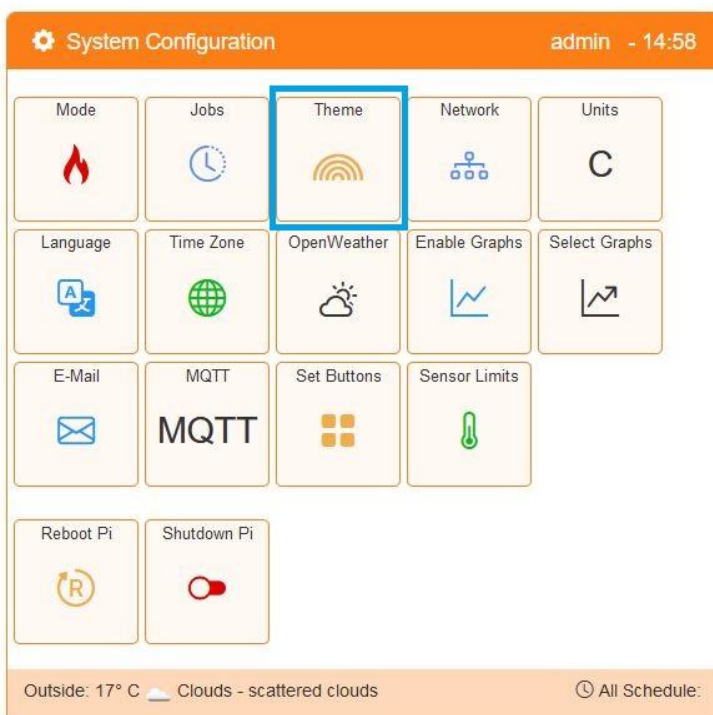 System Configuration admin - 14:58
Mode Jobs Theme Network Units
C
Language Time Zone OpenWeather Enable Graphs Select Graphs
A 文
E-Mail MQTT Set Buttons Sensor Limits
MQTT
Reboot Pi Shutdown Pi
R
Outside: 17° C Clouds - scattered clouds All Schedule: